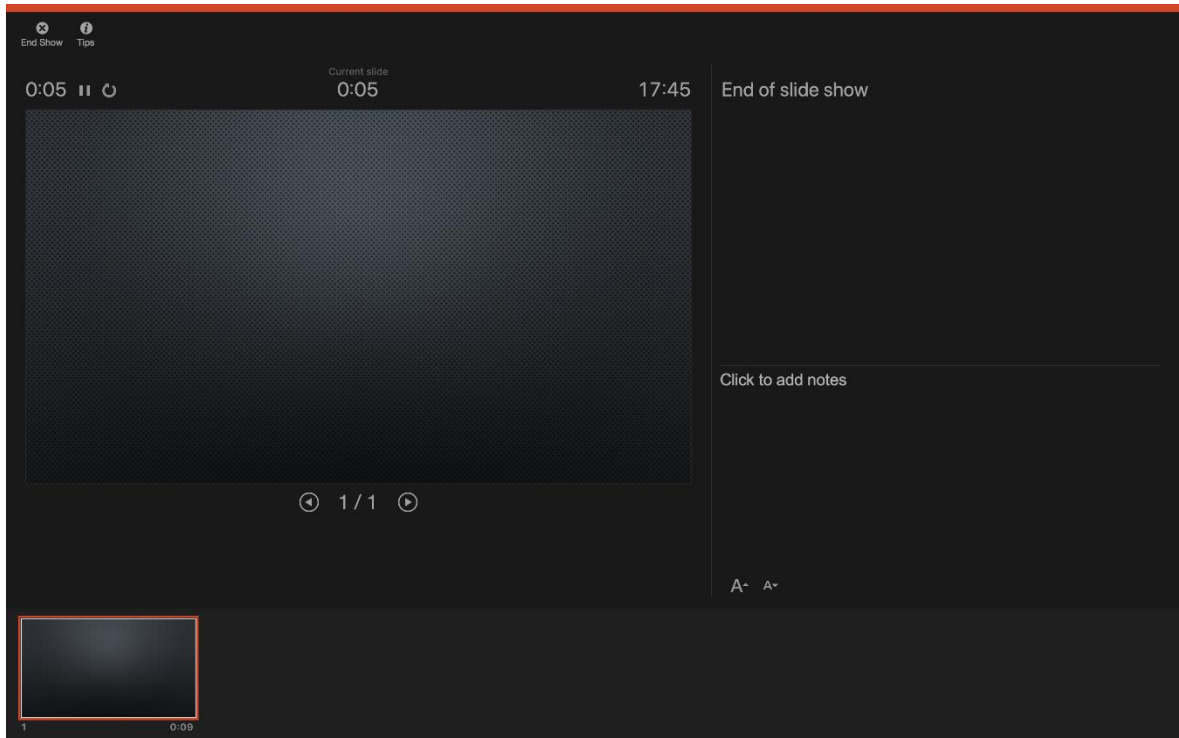 End Show Tips
Current slide
0:05 0:05 17:45
End of slide show
Click to add notes
1 / 1
A A
1 0:09